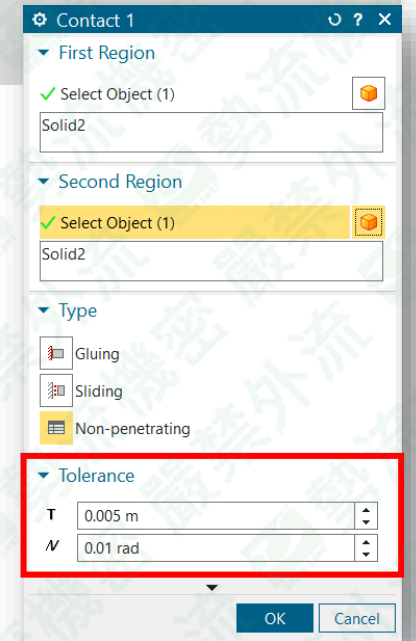 Contact 1
?
First Region
Select Object (1)
Solid2
Second Region
Select Object (1)
Solid2
Type
Gluing
Sliding
Non-penetrating
Tolerance
T 0.005 m
0.01 rad
OK Cancel